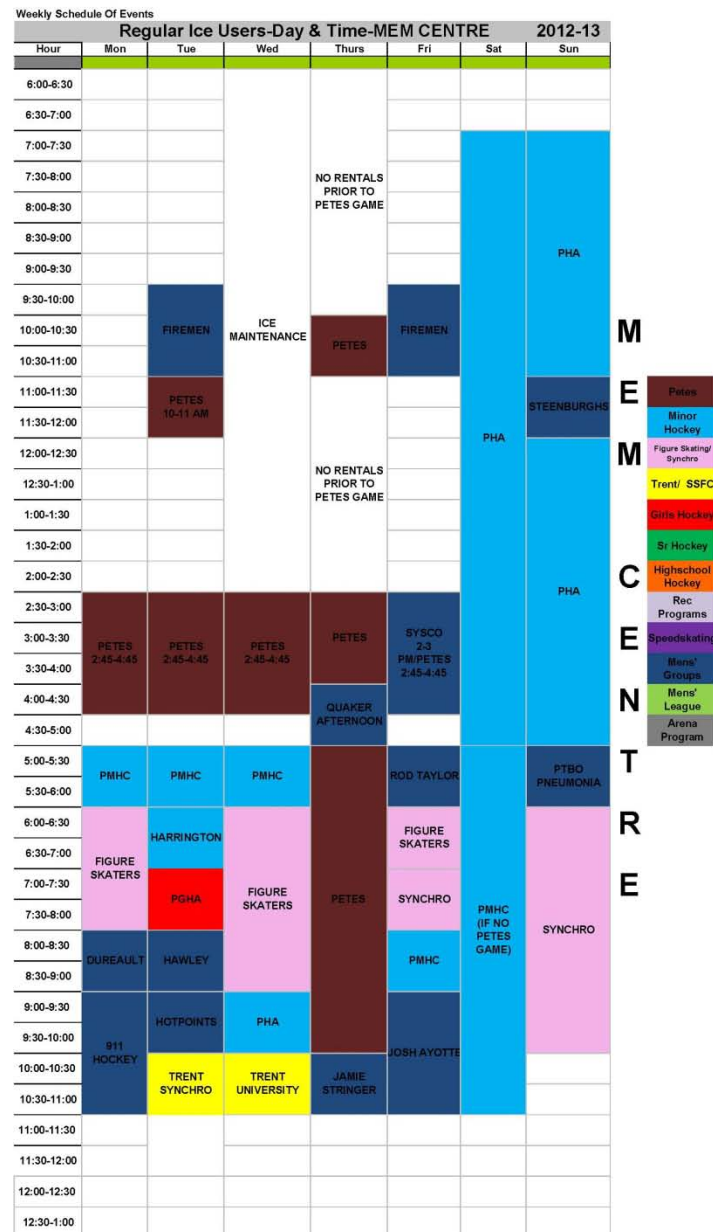 Weekly Schedule Of Events
Regular Ice Users-Day & Time-MEM CENTRE 2012-13
Hour Mon Tue Wed Thurs Fri Sat Sun
6:00-6:30
6:30-7:00
7:00-7:30
7:30-8:00
8:00-8:30
8:30-9:00
9:00-9:30
9:30-10:00
10:00-10:30
10:30-11:00
11:00-11:30
11:30-12:00
12:00-12:30
12:30-1:00
1:00-1:30
1:30-2:00
2:00-2:30
2:30-3:00
3:00-3:30
3:30-4:00
4:00-4:30
4:30-5:00
5:00-5:30
5:30-6:00
6:00-6:30
6:30-7:00
7:00-7:30
7:30-8:00
8:00-8:30
8:30-9:00
9:00-9:30
9:30-10:00
10:00-10:30
10:30-11:00
11:00-11:30
11:30-12:00
12:00-12:30
12:30-1:00
PETES
2:45-4:45
PMHC
FIGURE
SKATERS
DUREAULT
911
HOCKEY
FIREMEN
PETES
10-11 AM
PETES
2:45-4:45
PMHC
HARRINGTON
PGHA
HAWLEY
HOTPOINTS
TRENT
SYNCHRO
ICE
MAINTENANCE
PETES
2:45-4:45
PMHC
FIGURE
SKATERS
PHA
TRENT
UNIVERSITY
NO RENTALS
PRIOR TO
PETES GAME
PETES
NO RENTALS
PRIOR TO
PETES GAME
PETES
QUAKER
AFTERNOON
PETES
JAMIE
STRINGER
FIREMEN
SYSCO
2-3
PM/PETES
2:45-4:45
ROD TAYLOR
FIGURE
SKATERS
SYNCHRO
PMHC
JOSH AYOTTE
PHA
PMHC
(IF NO
PETES
GAME)
PHA
STEENBURGHS
PHA
PTBO
PNEUMONIA
SYNCHRO
M
E
M
C
E
N
T
R
E
Petes
Minor
Hockey
Figure Skating/
Synchro
Trent/ SSFC
Girls Hockey
Sr Hockey
Highschool
Hockey
Rec
Programs
Speedskating
Mens'
Groups
Mens'
League
Arena
Program